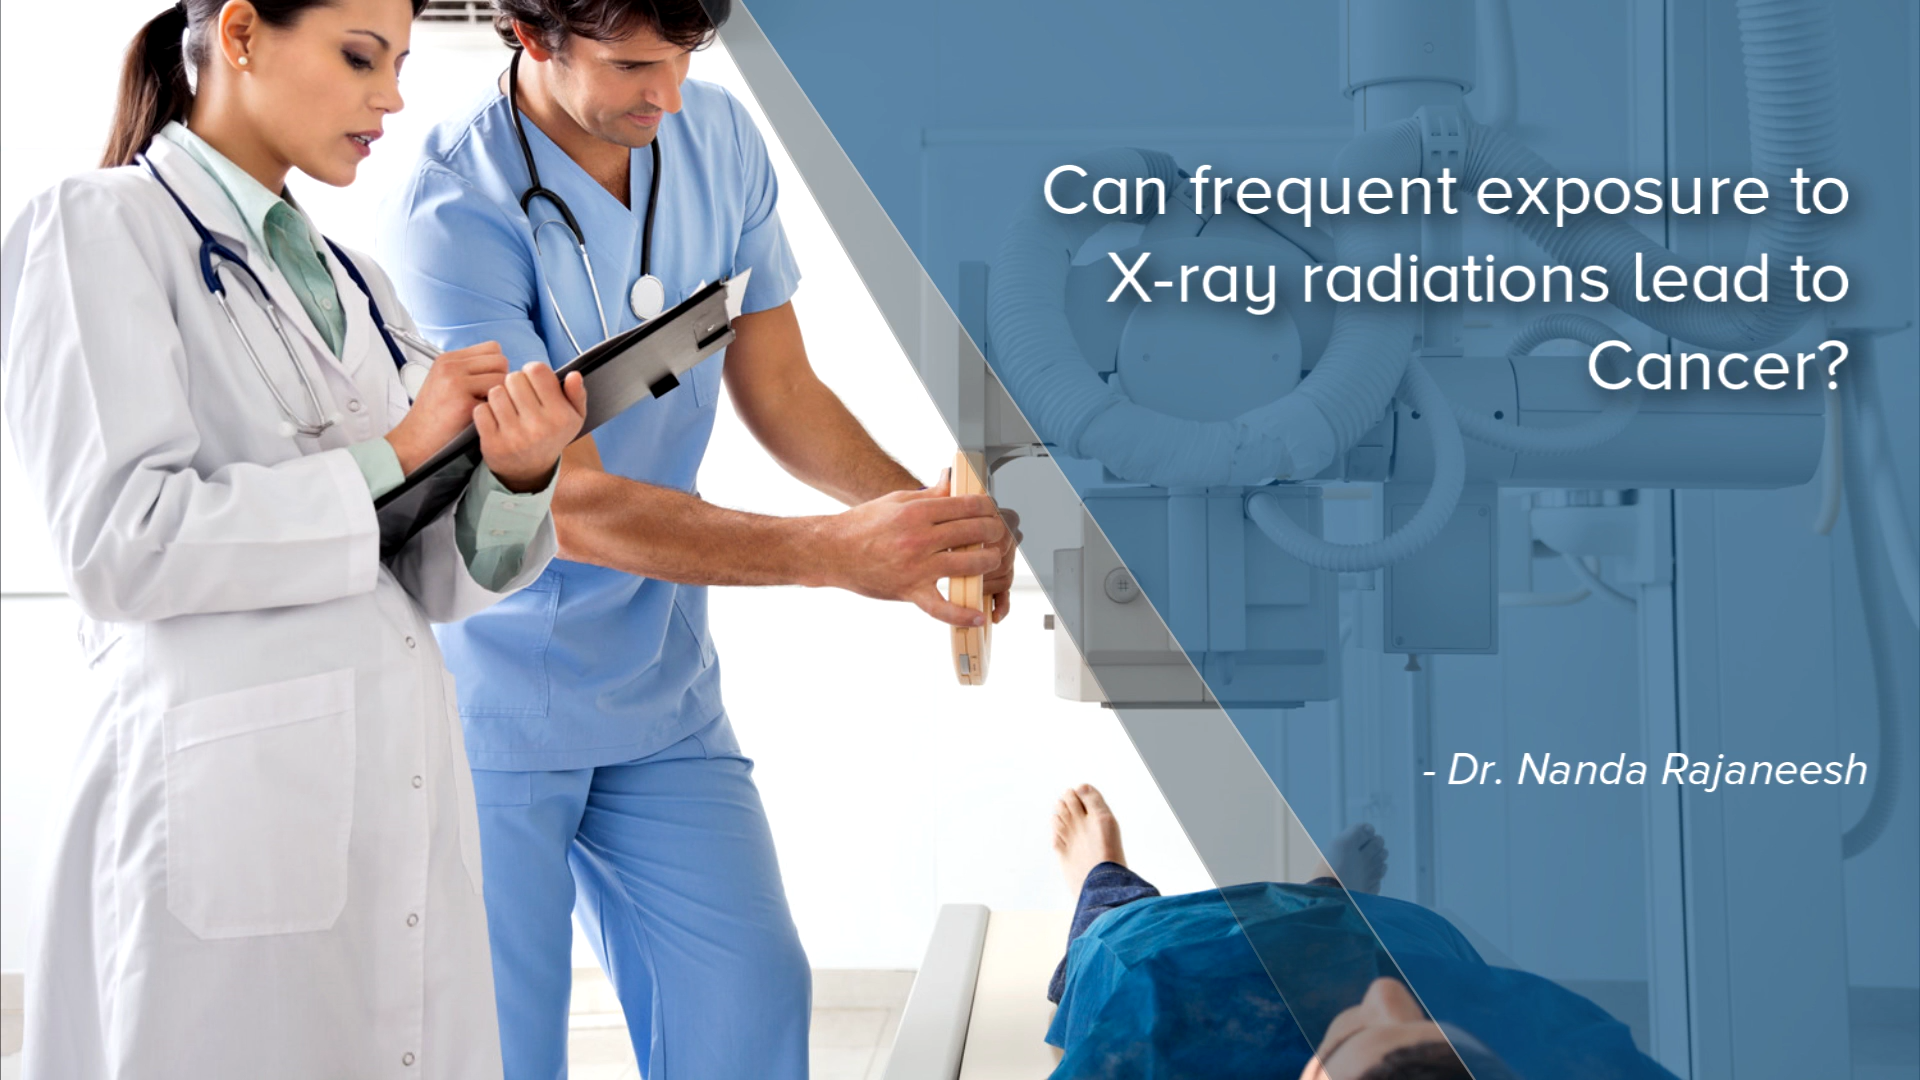 Can frequent exposure to
X-ray radiations lead to
Cancer?
- Dr. Nanda Rajaneesh